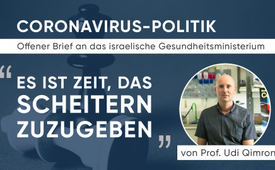 CORONAVIRUS-POLITIK
Offener Brief an das israelische Gesundheitsministerium
“ES IST ZEIT, DAS
SCHEITERN
ZUZUGEBEN”
von Prof. Udi Qimron